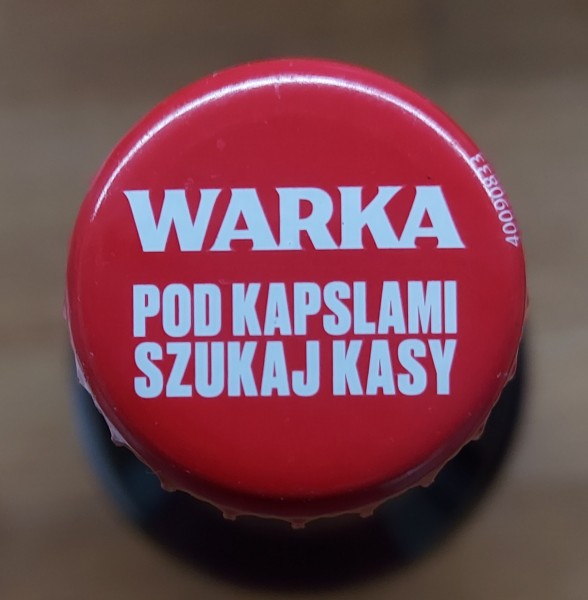 WARKA
POD KAPSLAMI
SZUKAJ KASY
40090833